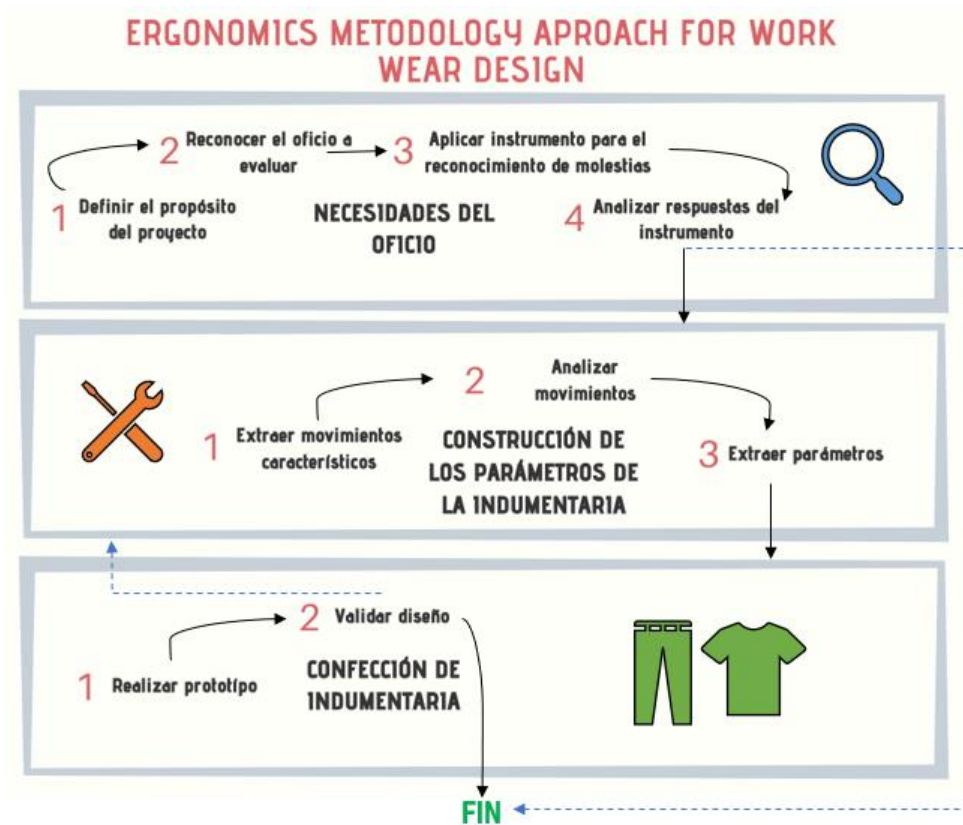 ERGONOMICS METODOLOGY APROACH FOR WORK
WEAR DESIGN
2 Reconocer el oficio a
evaluar
3 Aplicar instrumento para el
reconocimiento de molestias
1 Definir el propósito
del proyecto
NECESIDADES DEL
OFICIO
4 Analizar respuestas del
instrumento
2 Analizar
movimientos
1 Extraer movimientos
característicos
CONSTRUCCIÓN DE
LOS PARÁMETROS DE
LA INDUMENTARIA
3 Extraer parámetros
2 Validar diseño
1 Realizar prototípo
CONFECCIÓN DE
INDUMENTARIA
FIN